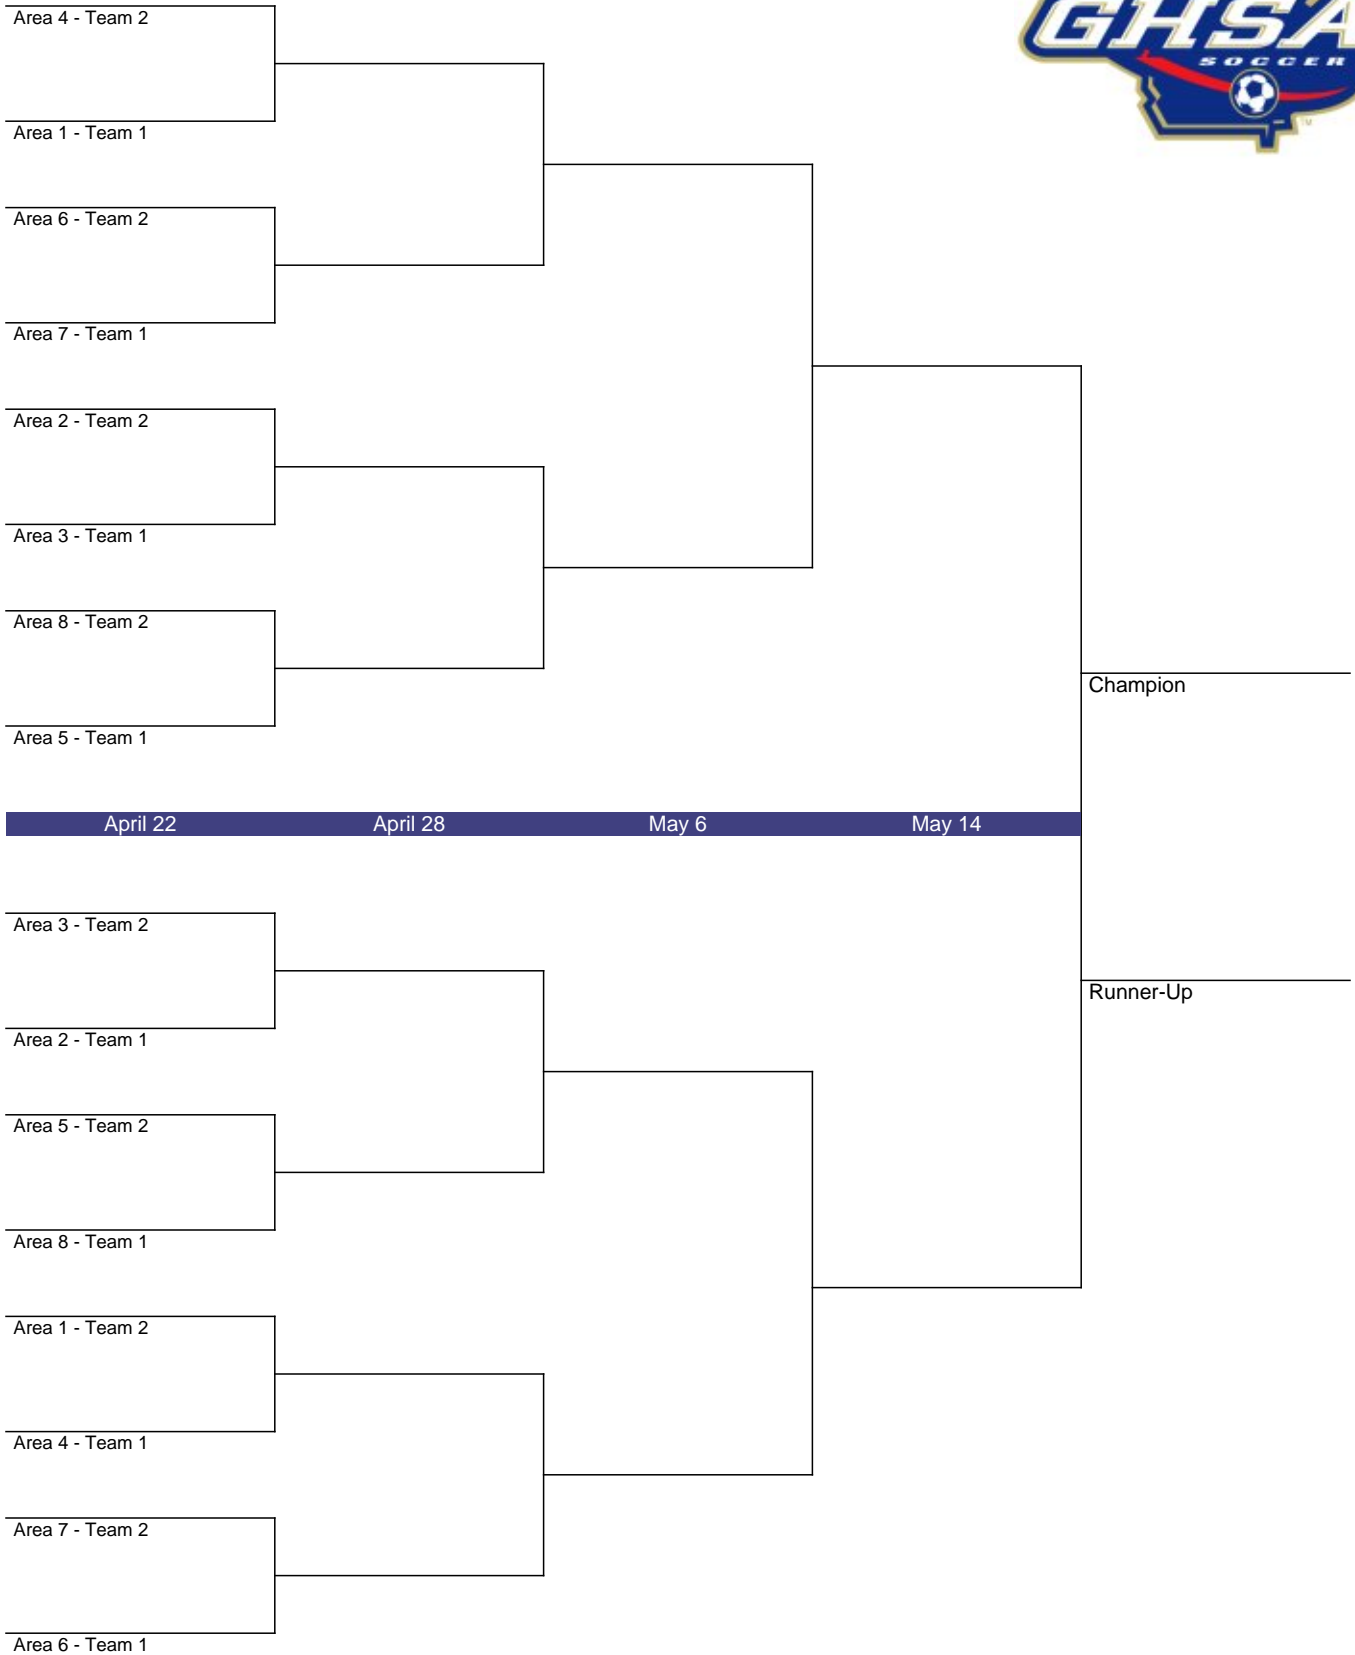 GHSA
SOCCER
Area 4 - Team 2
Area 1 - Team 1
Area 6 - Team 2
Area 7 - Team 1
Area 2 - Team 2
Area 3 - Team 1
Area 8 - Team 2
Area 5 - Team 1
Champion
April 22 April 28 May 6 May 14
Area 3 - Team 2
Runner-Up
Area 2 - Team 1
Area 5 - Team 2
Area 8 - Team 1
Area 1 - Team 2
Area 4 - Team 1
Area 7 - Team 2
Area 6 - Team 1